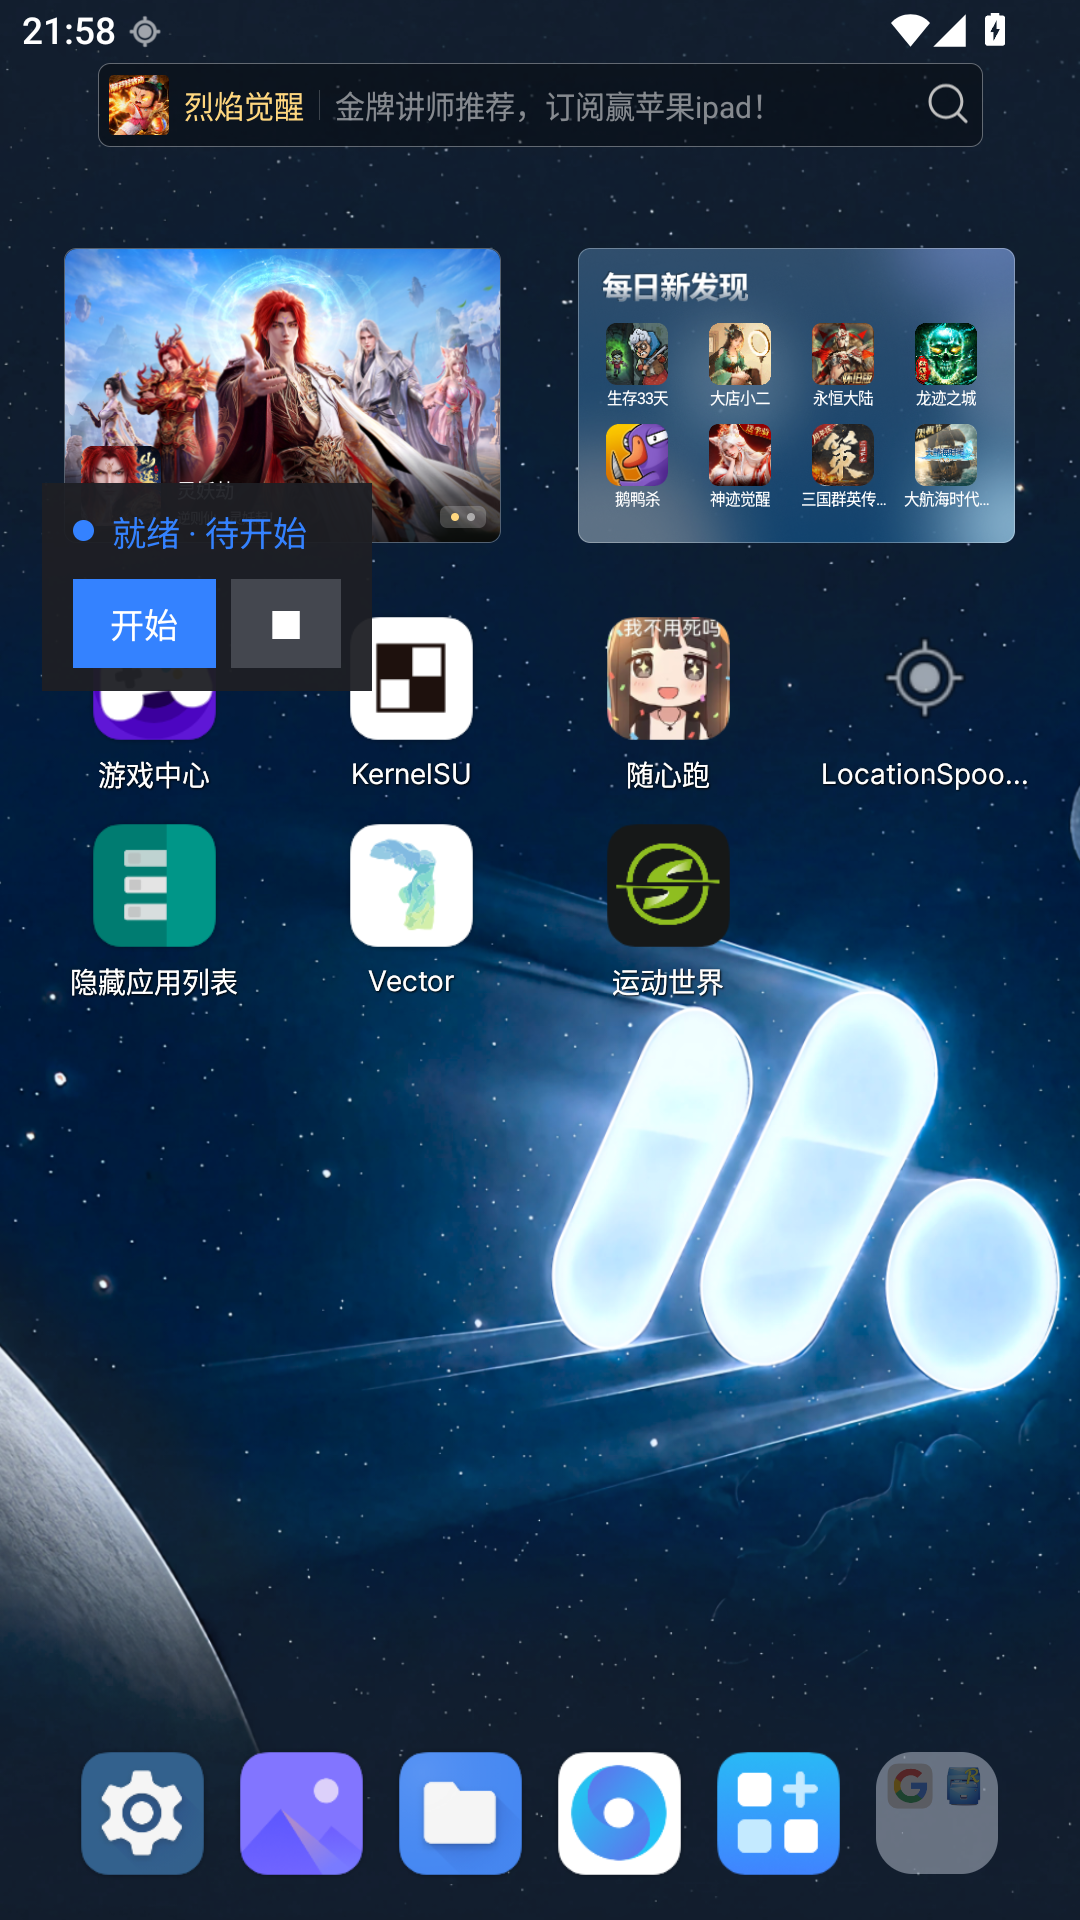 21:58
烈焰觉醒 金牌讲师推荐，订阅赢苹果ipad！
每日新发现
生存33天 大店小二 永恒大陆 龙迹之城
鹅鸭杀 神迹觉醒 三国群英传... 大航海时代...
灵妖劫
就绪 · 待开始
开始
我不用死吗
游戏中心 KernelSU 随心跑 LocationSpoo...
隐藏应用列表 Vector 运动世界